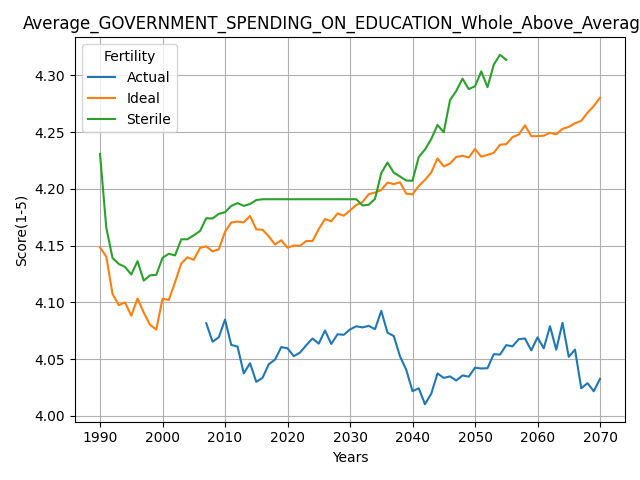 Average_GOVERNMENT_SPENDING_ON_EDUCATION_Whole_Above_Averag
Fertility
Actual
Ideal
Sterile
Score(1-5)
4.30
4.25
4.20
4.15
4.10
4.05
4.00
1990 2000 2010 2020 2030 2040 2050 2060 2070
Years